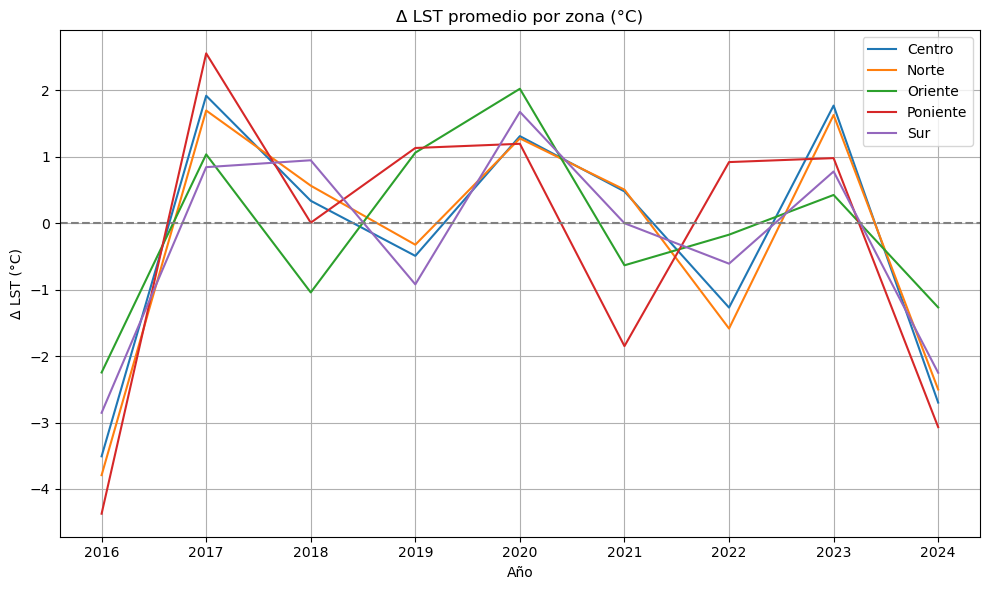 Δ LST promedio por zona (°C)
Centro
Norte
Oriente
Poniente
Sur
Δ LST (°C)
2
1
0
−1
−2
−3
−4
2016 2017 2018 2019 2020 2021 2022 2023 2024
Año